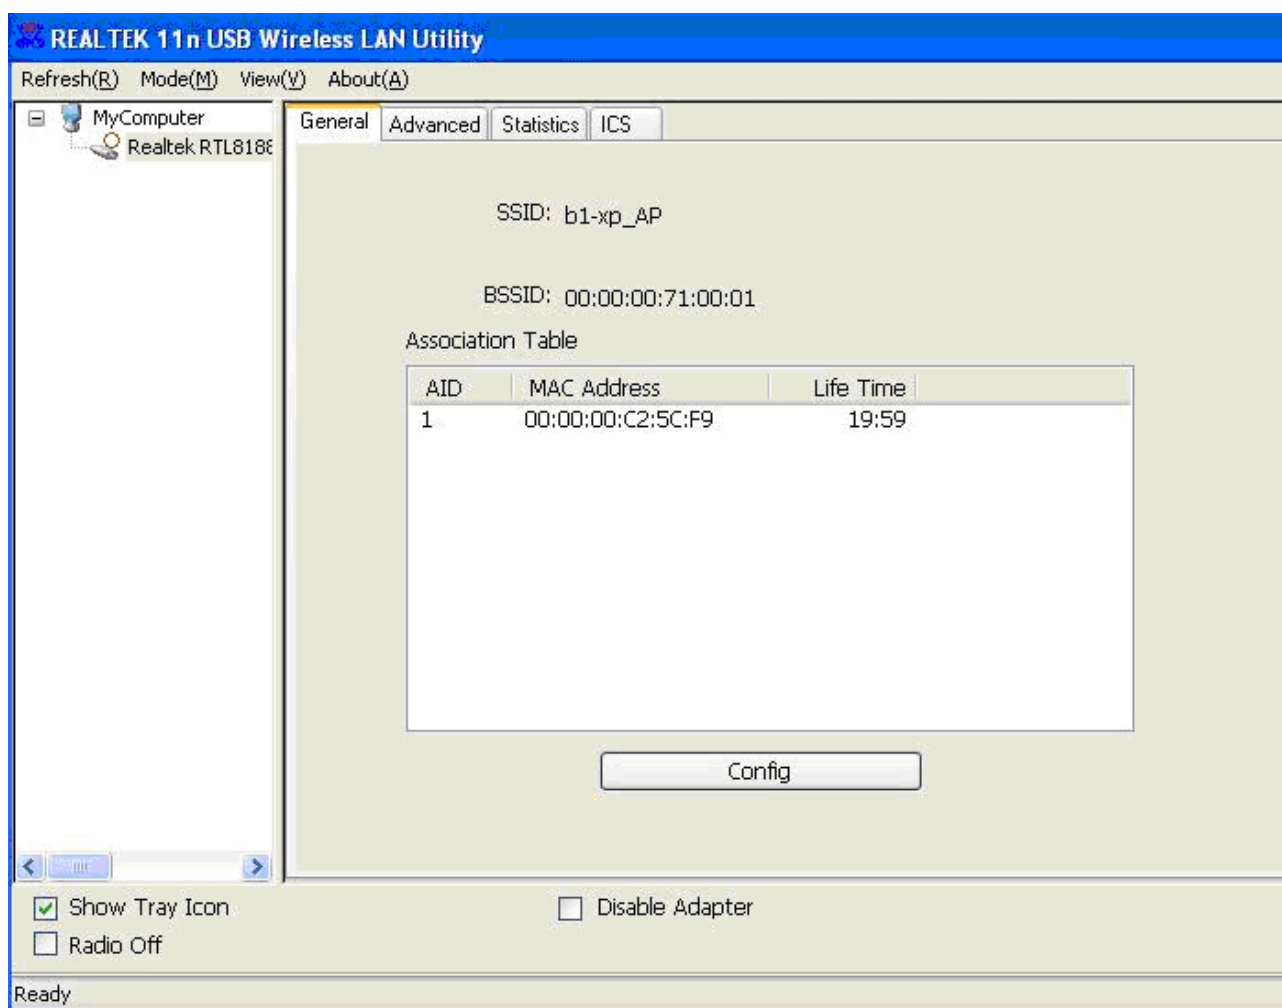 REALTEK 11n USB Wireless LAN Utility
Refresh(R) Mode(M) View(V) About(A)
MyComputer
Realtek RTL8188
General Advanced Statistics ICS
SSID: b1-xp_AP
BSSID: 00:00:00:71:00:01
Association Table
AID MAC Address Life Time
1 00:00:00:C2:5C:F9 19:59
Config
Show Tray Icon
Disable Adapter
Radio Off
Ready